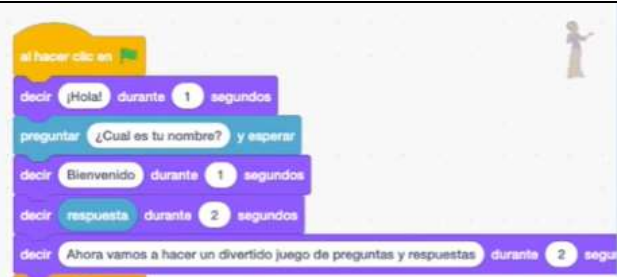 al hacer clic en
decir ¡Hola! durante 1 segundos
preguntar ¿Cual es tu nombre? y esperar
decir Bienvenido durante 1 segundos
decir respuesta durante 2 segundos
decir Ahora vamos a hacer un divertido juego de preguntas y respuestas durante 2 segu